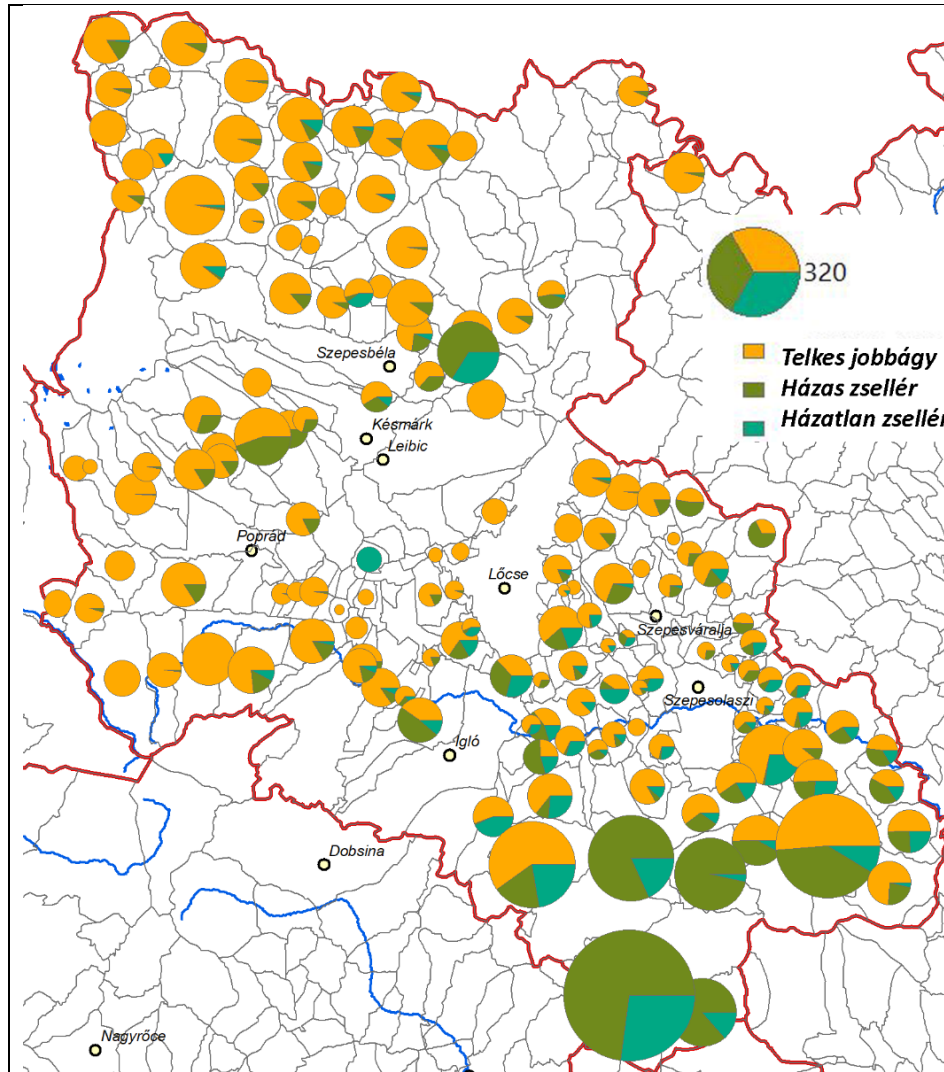 320
Telkes jobbágy
Házas zsellér
Házatlan zsellér
Szepesbéla
Késmárk
Leibic
Poprád
Lőcse
Szepesváralja
Szepesolaszi
Igló
Dobsina
Nagyrőce